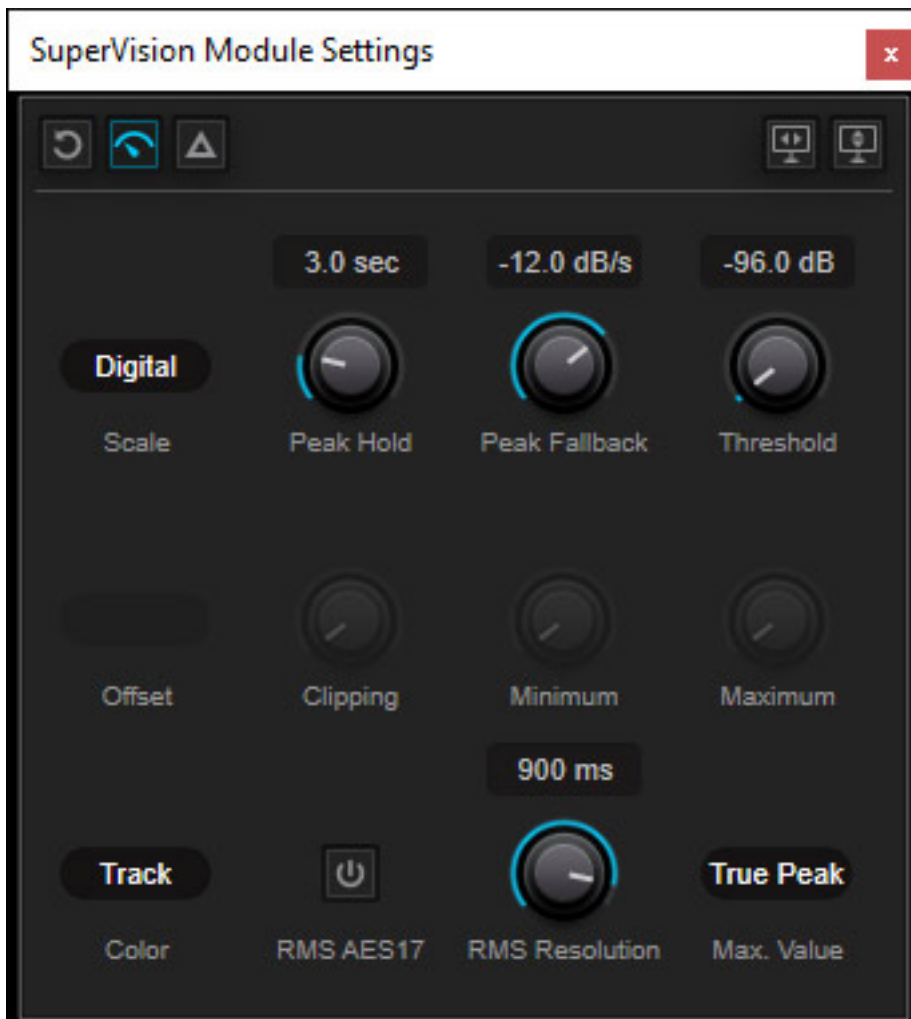 SuperVision Module Settings
x
3.0 sec
-12.0 dB/s
-96.0 dB
Digital
Scale
Peak Hold
Peak Fallback
Threshold
Offset
Clipping
Minimum
Maximum
900 ms
Track
True Peak
Color
RMS AES17
RMS Resolution
Max. Value